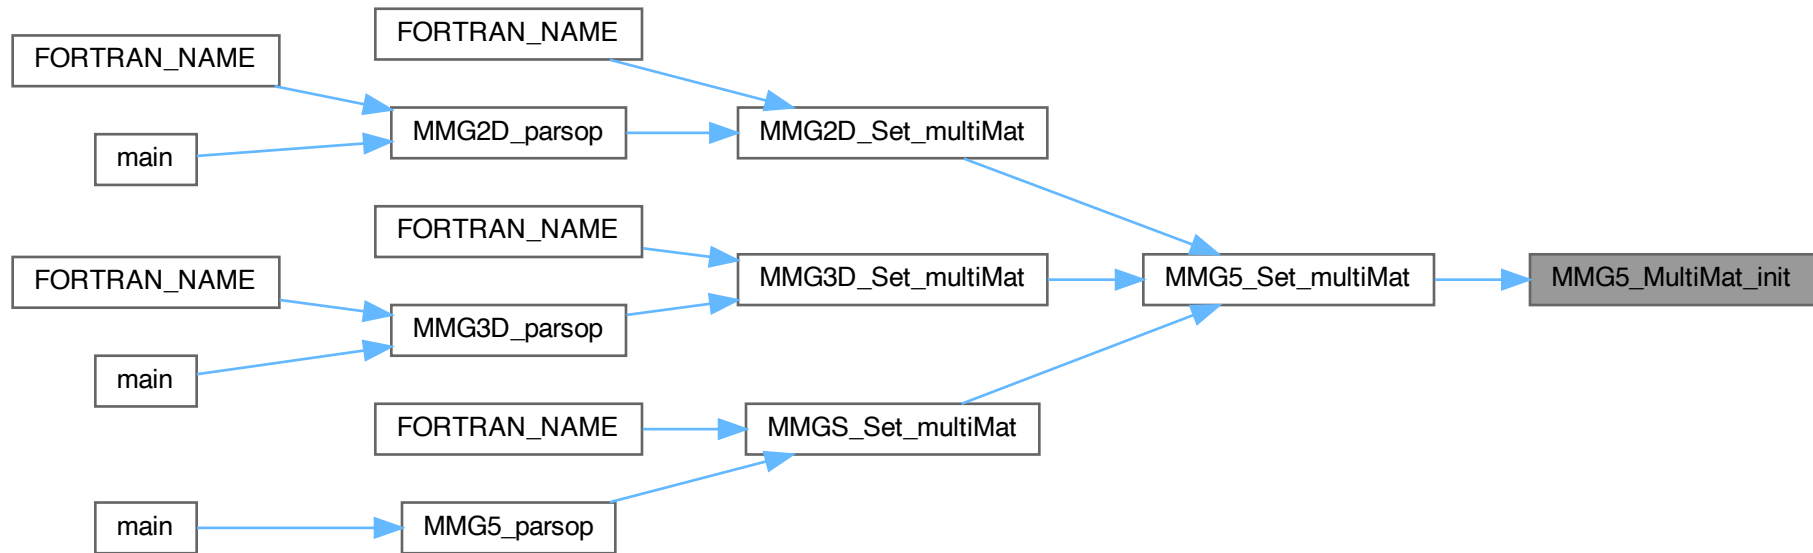 FORTRAN_NAME
FORTRAN_NAME
MMG2D_parsop
MMG2D_Set_multiMat
main
FORTRAN_NAME
FORTRAN_NAME
MMG3D_Set_multiMat
MMG5_Set_multiMat
MMG5_MultiMat_init
MMG3D_parsop
main
FORTRAN_NAME
MMGS_Set_multiMat
main
MMG5_parsop